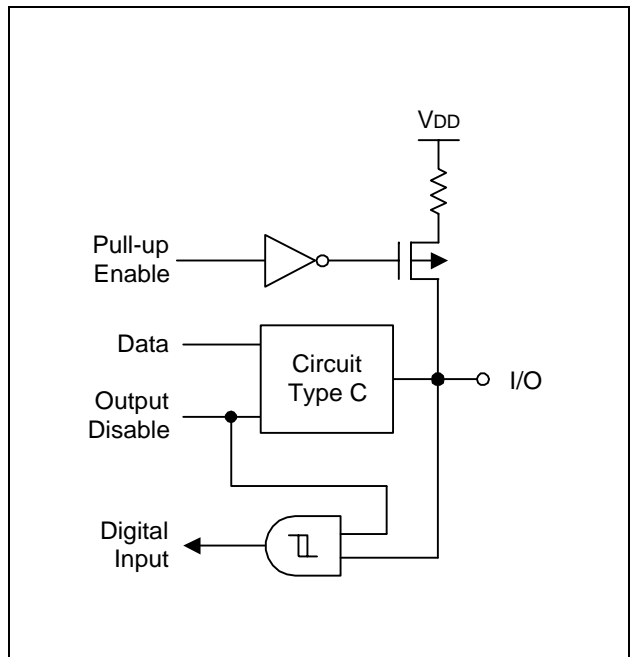 VDD
Pull-up
Enable
Data
Circuit
Type C
Output
Disable
I/O
Digital
Input